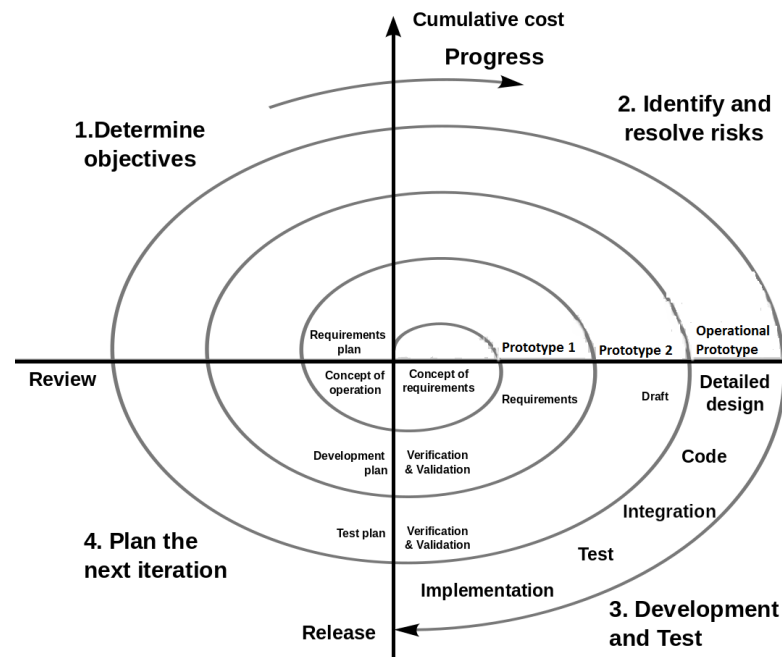 Cumulative cost
Progress
1.Determine
objectives
2. Identify and
resolve risks
Requirements
plan
Prototype 1
Prototype 2
Operational
Prototype
Review
Concept of
operation
Concept of
requirements
Requirements
Draft
Detailed
design
Development
plan
Verification
& Validation
Code
Integration
Test plan
Verification
& Validation
Test
4. Plan the
next iteration
Implementation
Release
3. Development
and Test